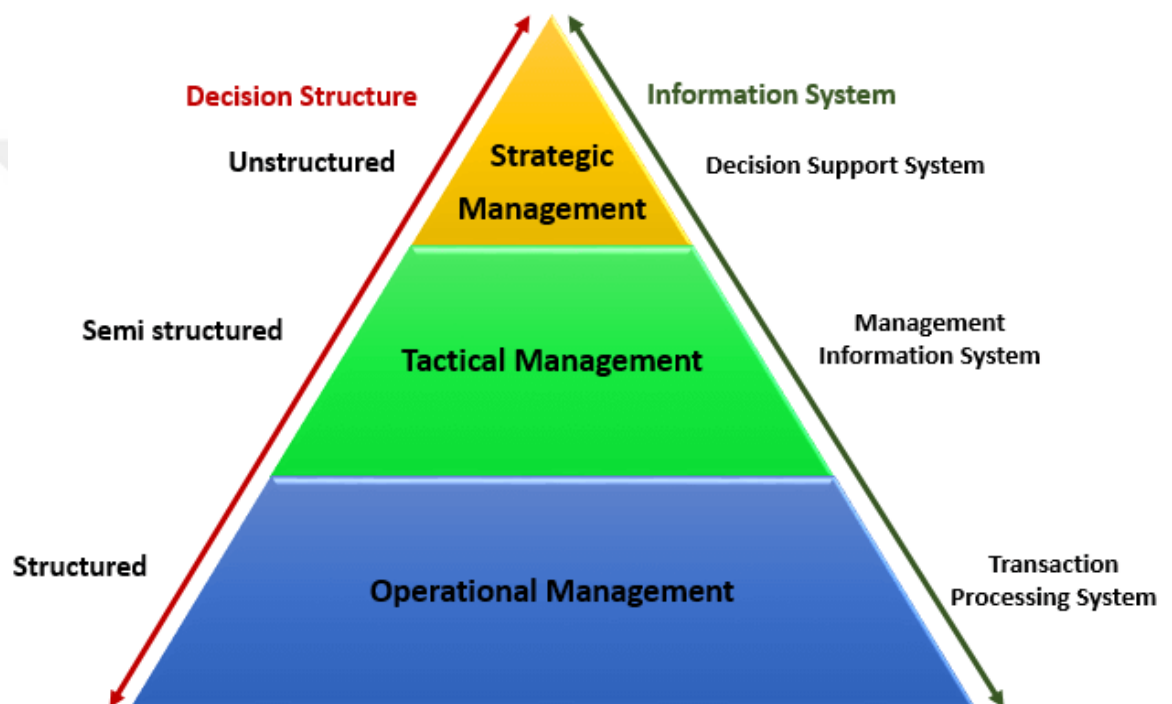 Decision Structure
Information System
Unstructured
Strategic
Management
Decision Support System
Semi structured
Tactical Management
Management
Information System
Structured
Operational Management
Transaction
Processing System